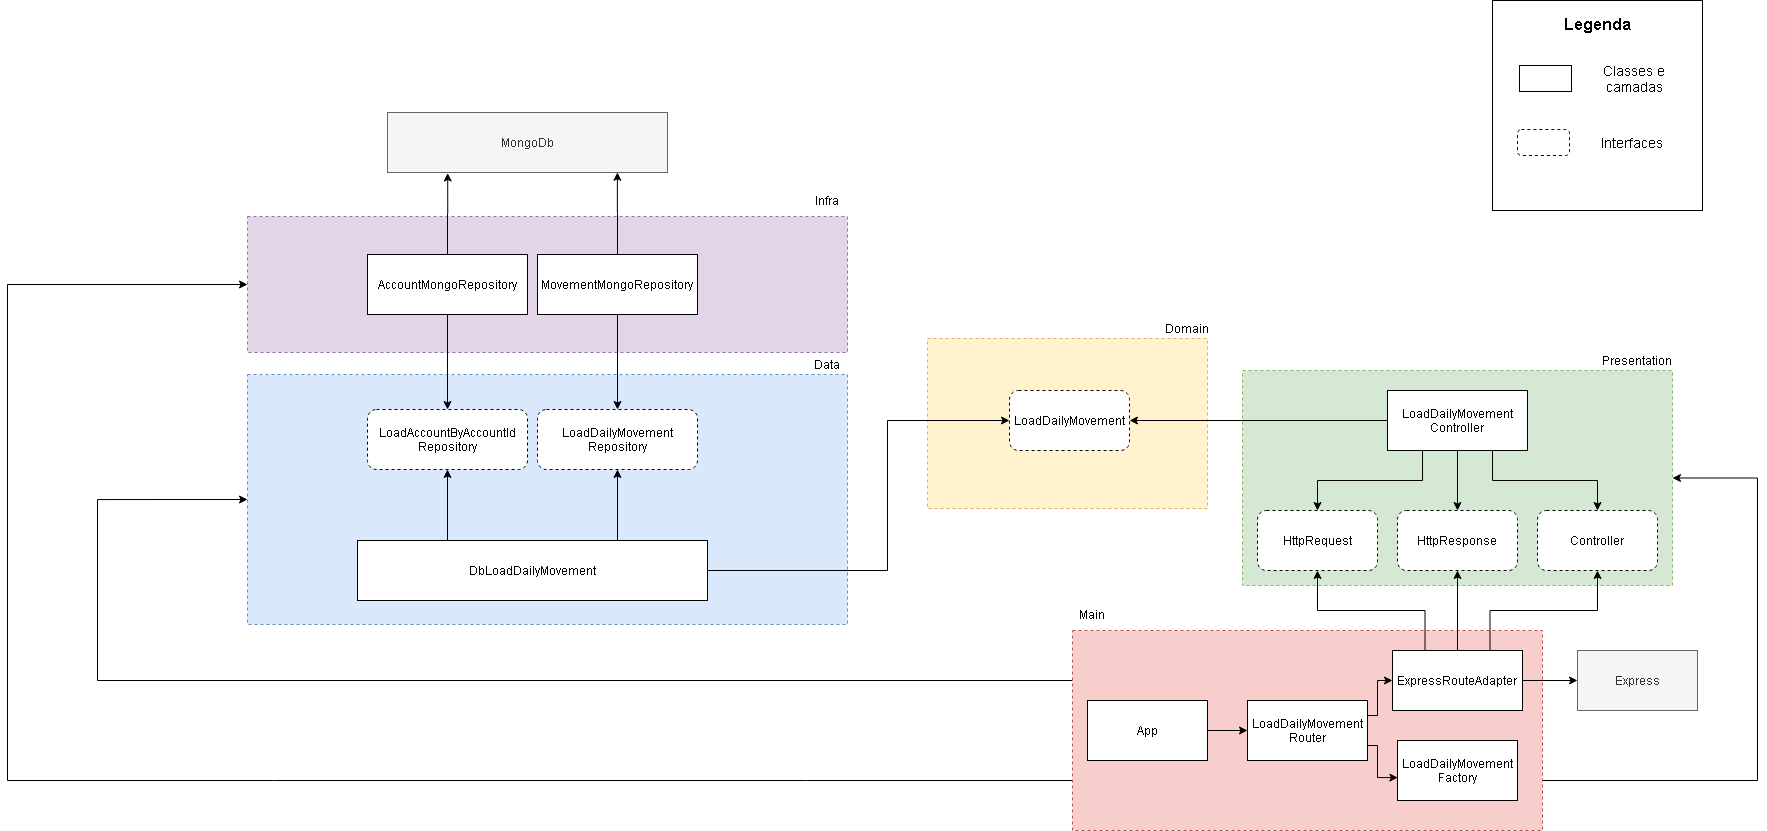 Legenda
Classes e
camadas
Interfaces
MongoDb
Infra
AccountMongoRepository
MovementMongoRepository
Data
LoadAccountByAccountId
Repository
LoadDailyMovement
Repository
DbLoadDailyMovement
Domain
LoadDailyMovement
Presentation
LoadDailyMovement
Controller
HttpRequest
HttpResponse
Controller
Main
App
LoadDailyMovement
Router
ExpressRouteAdapter
LoadDailyMovement
Factory
Express